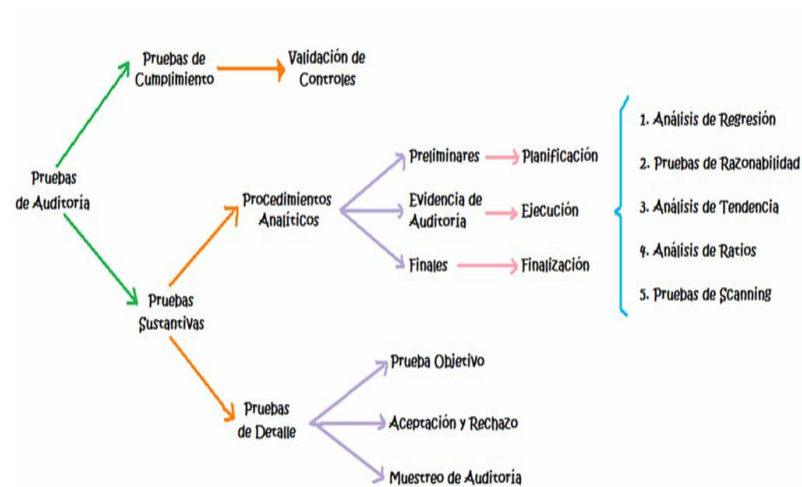 Pruebas de
Cumplimiento
Validación de
Controles
Pruebas
de Auditoría
Procedimientos
Analíticos
Preliminares
Planificación
Evidencia de
Auditoría
Ejecución
Finales
Finalización
1. Análisis de Regresión
2. Pruebas de Razonabilidad
3. Análisis de Tendencia
4. Análisis de Ratios
5. Pruebas de Scanning
Pruebas
Sustantivas
Pruebas
de Detalle
Prueba Objetivo
Aceptación y Rechazo
Muestreo de Auditoría